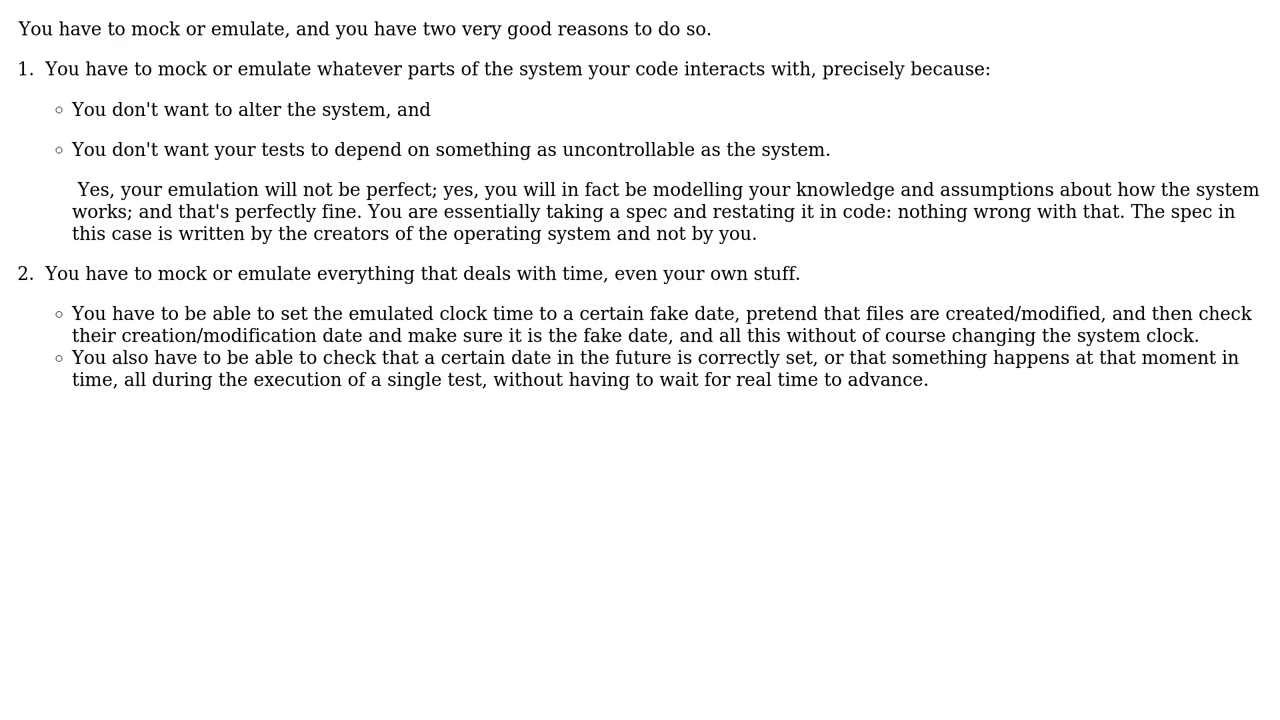 You have to mock or emulate, and you have two very good reasons to do so.
1. You have to mock or emulate whatever parts of the system your code interacts with, precisely because:
◦ You don't want to alter the system, and
◦ You don't want your tests to depend on something as uncontrollable as the system.
Yes, your emulation will not be perfect; yes, you will in fact be modelling your knowledge and assumptions about how the system
works; and that's perfectly fine. You are essentially taking a spec and restating it in code: nothing wrong with that. The spec in
this case is written by the creators of the operating system and not by you.
2. You have to mock or emulate everything that deals with time, even your own stuff.
◦ You have to be able to set the emulated clock time to a certain fake date, pretend that files are created/modified, and then check
their creation/modification date and make sure it is the fake date, and all this without of course changing the system clock.
◦ You also have to be able to check that a certain date in the future is correctly set, or that something happens at that moment in
time, all during the execution of a single test, without having to wait for real time to advance.